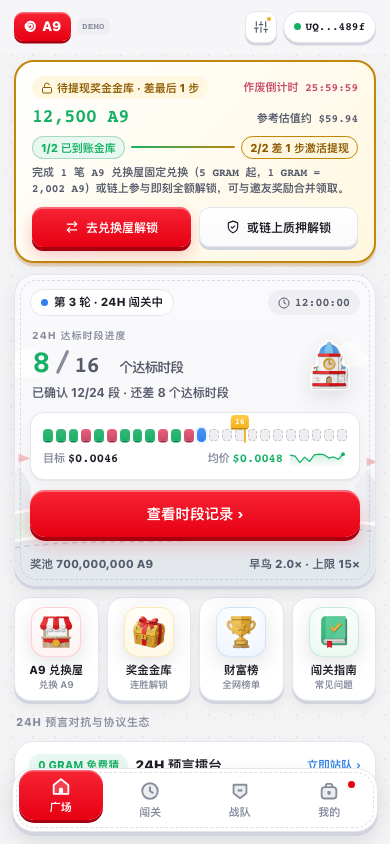 A9 DEMO UQ...489f
待提现奖金金库 · 差最后 1 步 作废倒计时 25:59:59
12,500 A9 参考估值约 $59.94
1/2 已到账金库 2/2 差 1 步激活提现
完成 1 笔 A9 兑换屋固定兑换（5 GRAM 起，1 GRAM =
2,002 A9）或链上参与即刻全额解锁，可与邀友奖励合并领取。
去兑换屋解锁 或链上质押解锁
第 3 轮 · 24H 闯关中 12:00:00
24H 达标时段进度
8 / 16 个达标时段
已确认 12/24 段 · 还差 8 个达标时段
16
目标 $0.0046 均价 $0.0048
查看时段记录 ›
奖池 700,000,000 A9 早鸟 2.0× · 上限 15×
A9 兑换屋 奖金金库 财富榜 闯关指南
兑换 A9 连胜解锁 全网榜单 常见问题
24H 预言对抗与协议生态
0 GRAM 免费猜 24H 预言擂台 立即站队 ›
广场 闯关 战队 我的